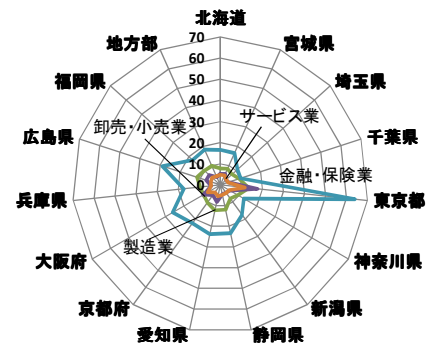 北海道
宮城県
埼玉県
千葉県
東京都
神奈川県
新潟県
静岡県
愛知県
京都府
大阪府
兵庫県
広島県
福岡県
地方部
70
60
50
40
30
20
10
0
サービス業
卸売・小売業
金融・保険業
製造業